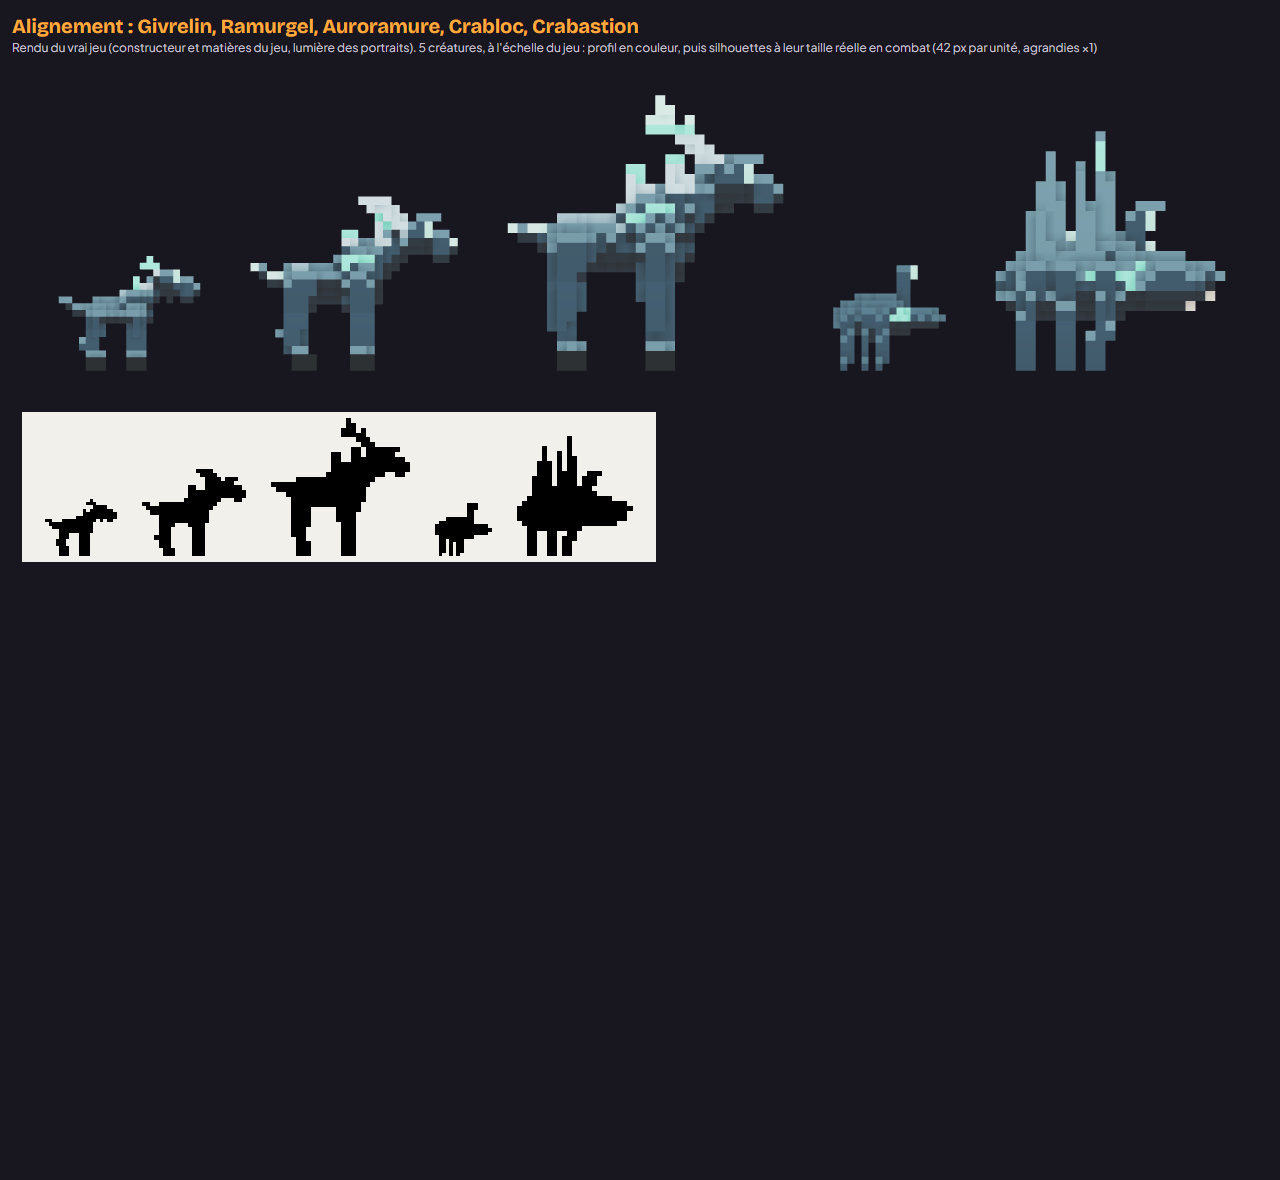 Alignement : Givrelin, Ramurgel, Auroramure, Crabloc, Crabastion
Rendu du vrai jeu (constructeur et matières du jeu, lumière des portraits). 5 créatures, à l'échelle du jeu : profil en couleur, puis silhouettes à leur taille réelle en combat (42 px par unité, agrandies ×1)